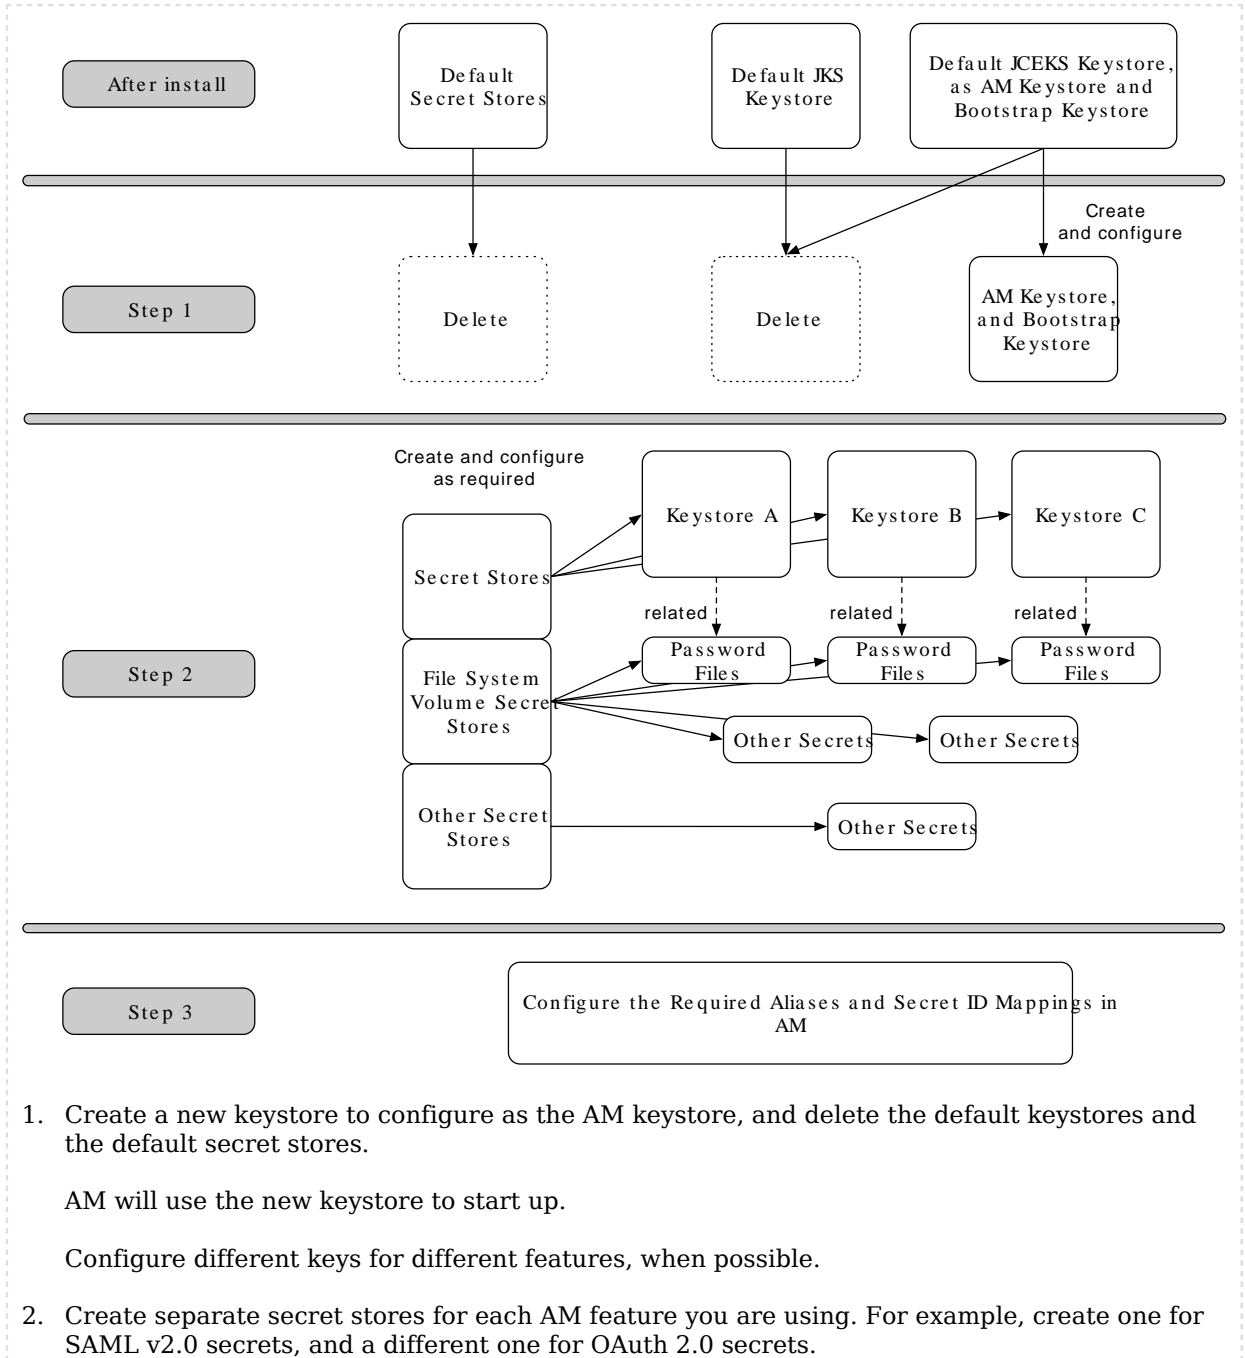 After install
Default
Secret Stores
Default JKS
Keystore
Default JCEKS Keystore,
as AM Keystore and
Bootstrap Keystore
Create
and configure
Step 1
Delete
Delete
AM Keystore,
and Bootstrap
Keystore
Create and configure
as required
Keystore A
Keystore B
Keystore C
Secret Stores
related
related
related
Step 2
File System
Volume Secret
Stores
Password
Files
Password
Files
Password
Files
Other Secrets
Other Secrets
Other Secret
Stores
Other Secrets
Step 3
Configure the Required Aliases and Secret ID Mappings in
AM
1. Create a new keystore to configure as the AM keystore, and delete the default keystores and
the default secret stores.
AM will use the new keystore to start up.
Configure different keys for different features, when possible.
2. Create separate secret stores for each AM feature you are using. For example, create one for
SAML v2.0 secrets, and a different one for OAuth 2.0 secrets.